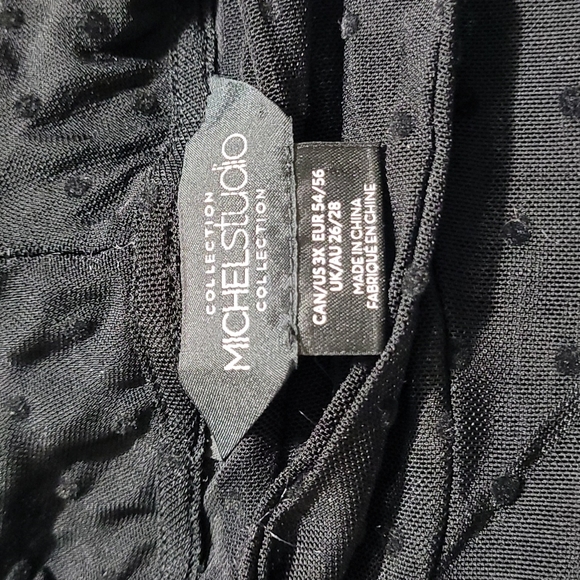 COLLECTION
MICHELStudio
COLLECTION
CAN/US 3X EUR 54/56
UK/AU 26/28
MADE IN CHINA
FABRIQUÉ EN CHINE